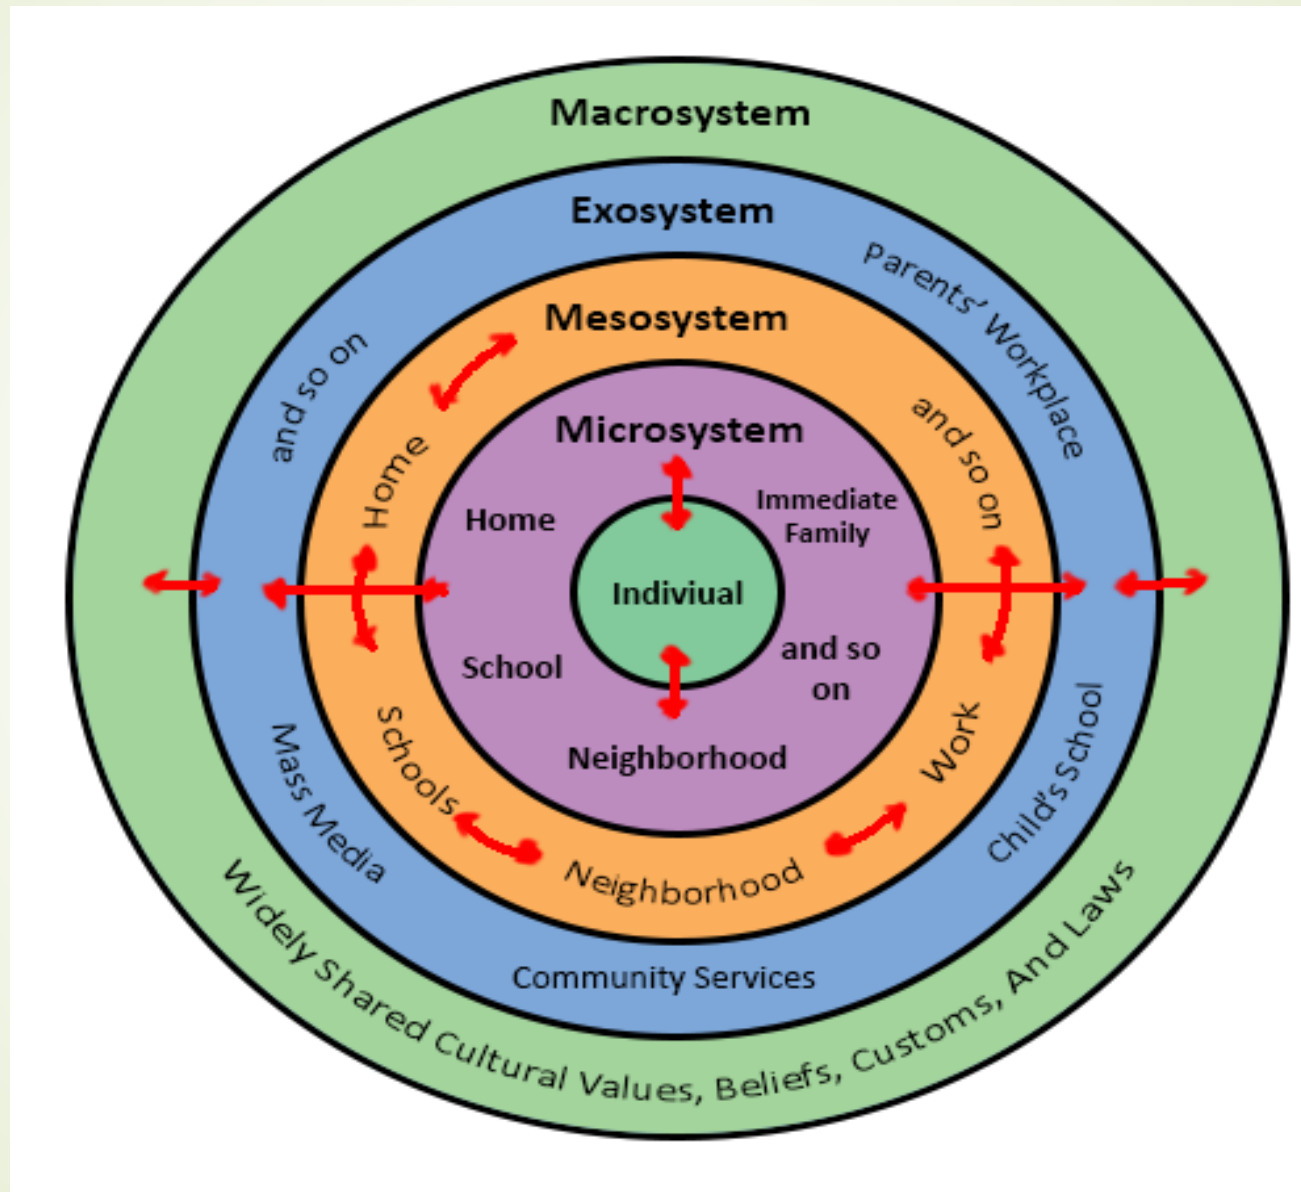 Macrosystem
Exosystem
Parents' Workplace
and so on
Mesosystem
Home
and so on
Microsystem
Home
Immediate
Family
Indiviual
School
and so
on
Neighborhood
Schools
Work
Neighborhood
Mass Media
Child's School
Community Services
Widely Shared Cultural Values, Beliefs, Customs, And Laws